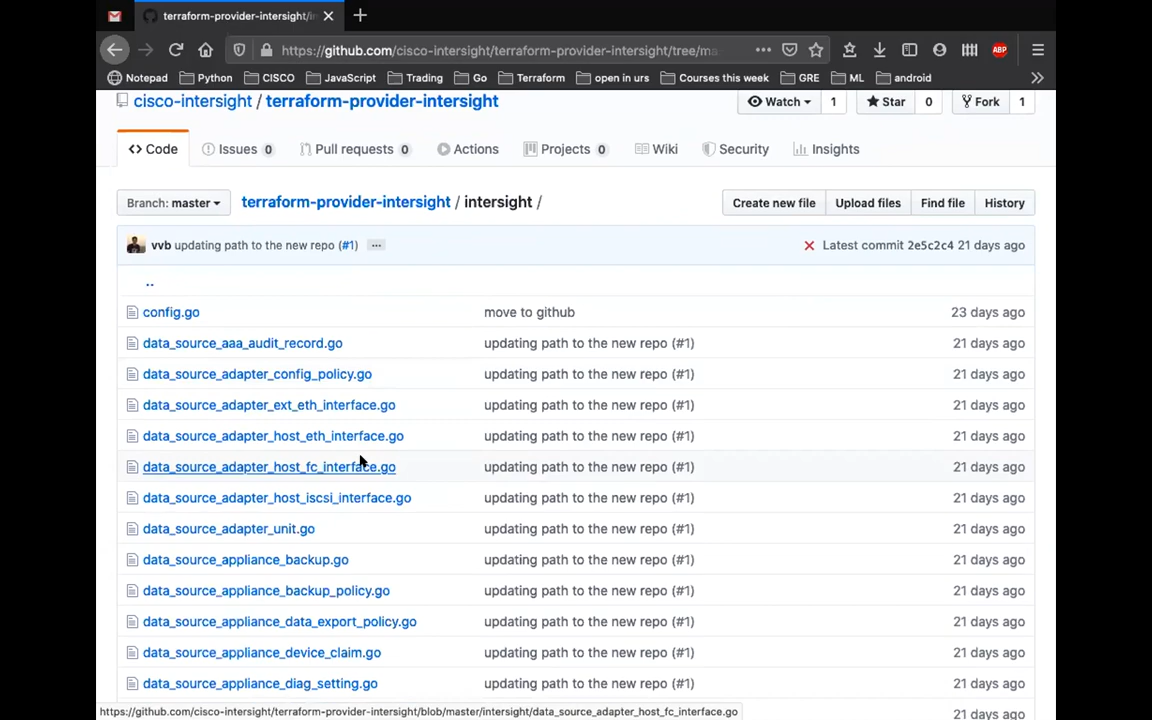 terraform-provider-intersight/in
https://github.com/cisco-intersight/terraform-provider-intersight/tree/ma
ABP
Notepad Python CISCO JavaScript Trading Go Terraform open in urs Courses this week GRE ML android
cisco-intersight / terraform-provider-intersight Watch 1 Star 0 Fork 1
Code Issues 0 Pull requests 0 Actions Projects 0 Wiki Security Insights
Branch: master terraform-provider-intersight / intersight / Create new file Upload files Find file History
vvb updating path to the new repo (#1) ... Latest commit 2e5c2c4 21 days ago
..
config.go move to github 23 days ago
data_source_aaa_audit_record.go updating path to the new repo (#1) 21 days ago
data_source_adapter_config_policy.go updating path to the new repo (#1) 21 days ago
data_source_adapter_ext_eth_interface.go updating path to the new repo (#1) 21 days ago
data_source_adapter_host_eth_interface.go updating path to the new repo (#1) 21 days ago
data_source_adapter_host_fc_interface.go updating path to the new repo (#1) 21 days ago
data_source_adapter_host_iscsi_interface.go updating path to the new repo (#1) 21 days ago
data_source_adapter_unit.go updating path to the new repo (#1) 21 days ago
data_source_appliance_backup.go updating path to the new repo (#1) 21 days ago
data_source_appliance_backup_policy.go updating path to the new repo (#1) 21 days ago
data_source_appliance_data_export_policy.go updating path to the new repo (#1) 21 days ago
data_source_appliance_device_claim.go updating path to the new repo (#1) 21 days ago
data_source_appliance_diag_setting.go updating path to the new repo (#1) 21 days ago
https://github.com/cisco-intersight/terraform-provider-intersight/blob/master/intersight/data_source_adapter_host_fc_interface.go 21 days ago